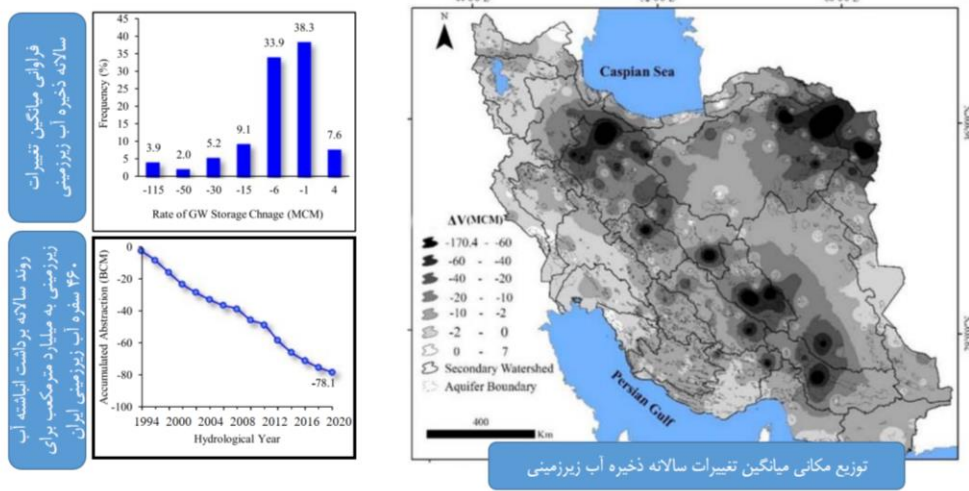 فراوانی میانگین تغییرات
سالانه ذخیره آب زیرزمینی
Frequency (%)
45
40
35
30
25
20
15
10
5
0
3.9
2.0
5.2
9.1
33.9
38.3
7.6
-115
-50
-30
-15
-6
-1
4
Rate of GW Storage Chnage (MCM)
روند سالانه برداشت انباشته آب
زیرزمینی به میلیارد مترمکعب برای
۴۶۰ سفره آب زیرزمینی ایران
Accumulated Abstraction (BCM)
0
-20
-40
-60
-80
-100
-78.1
1994
2000
2004
2008
2012
2016
2020
Hydrological Year
N
Caspian Sea
Persian Gulf
ΔV(MCM)
-170.4 - -60
-60 - -40
-40 - -20
-20 - -10
-10 - -2
-2 - 0
0 - 7
Secondary Watershed
Aquifer Boundary
400
Km
توزیع مکانی میانگین تغییرات سالانه ذخیره آب زیرزمینی